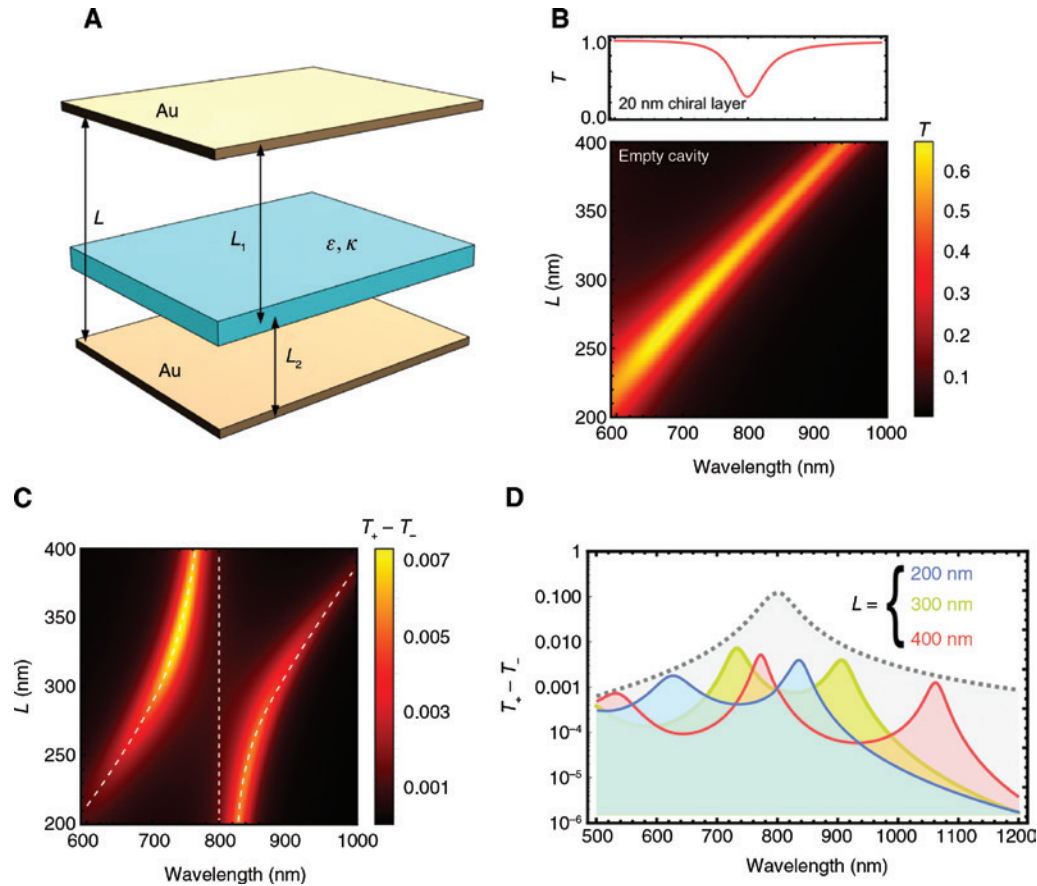 A
Au
L
L₁
ε, κ
Au
L₂
B
1.0
T
0.0
20 nm chiral layer
T
400
350
300
250
200
L (nm)
Empty cavity
0.6
0.5
0.4
0.3
0.2
0.1
600 700 800 900 1000
Wavelength (nm)
C
T₊ – T₋
400
350
300
250
200
L (nm)
0.007
0.005
0.003
0.001
600 700 800 900 1000
Wavelength (nm)
D
1
0.100
0.010
0.001
10⁻⁴
10⁻⁵
10⁻⁶
T₊ – T₋
L = {
200 nm
300 nm
400 nm
500 600 700 800 900 1000 1100 1200
Wavelength (nm)